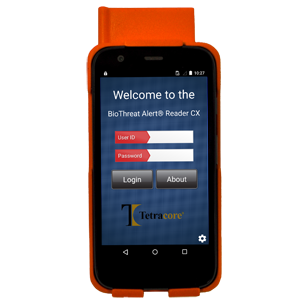 10:27
Welcome to the
BioThreat Alert® Reader CX
User ID
Password
Login
About
Tetracore®